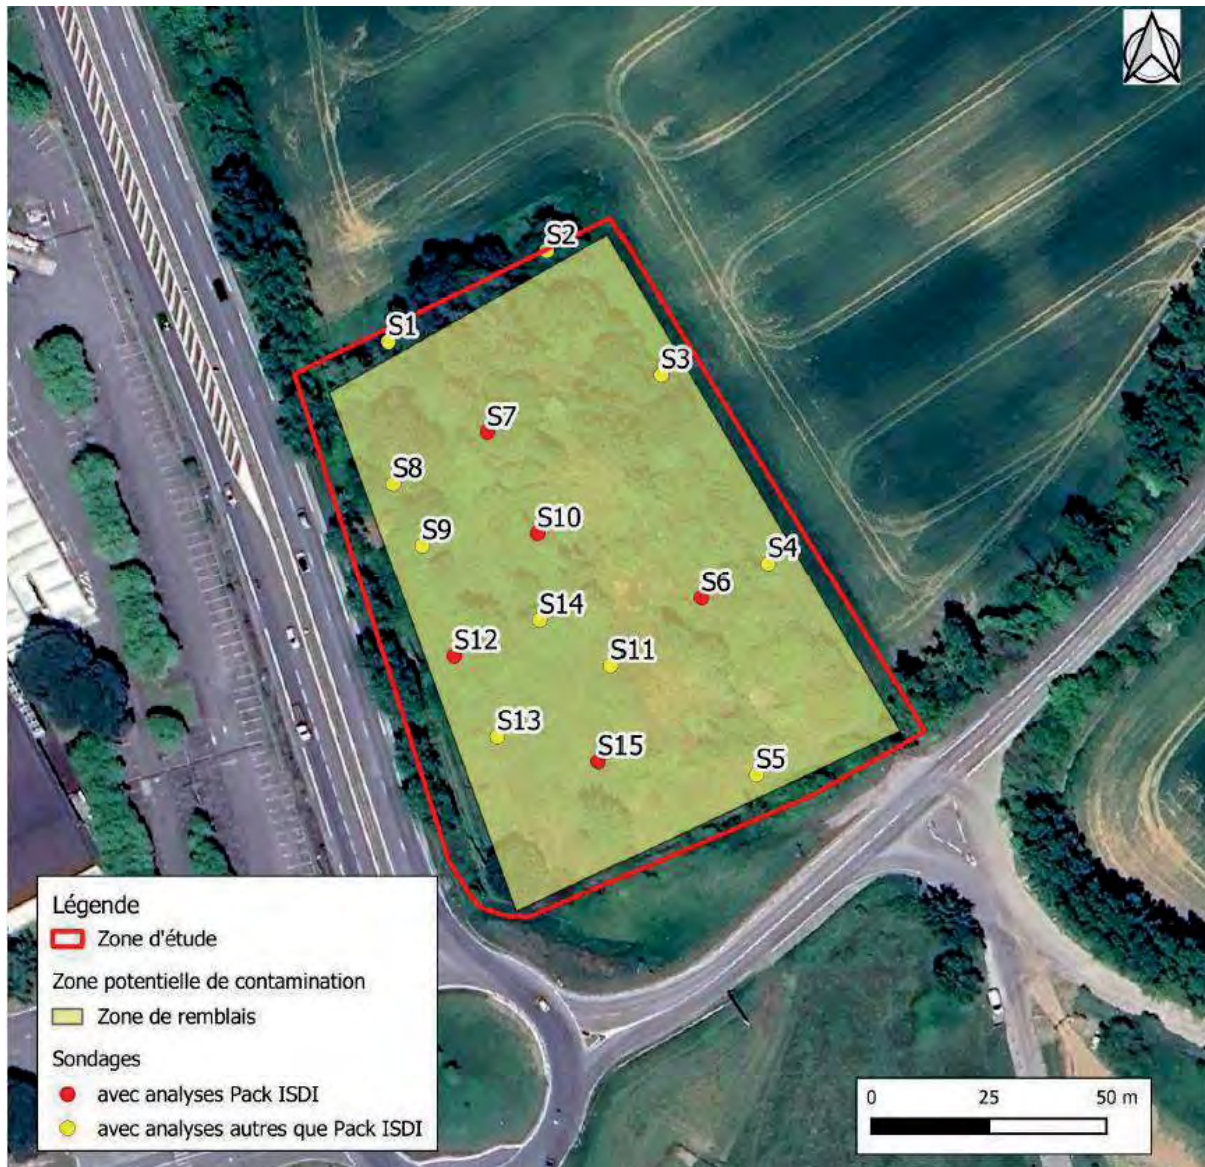 S2
S1
S3
S7
S8
S10
S9
S4
S6
S14
S12
S11
S13
S15
S5
Légende
Zone d'étude
Zone potentielle de contamination
Zone de remblais
Sondages
avec analyses Pack ISDI
avec analyses autres que Pack ISDI
0 25 50 m